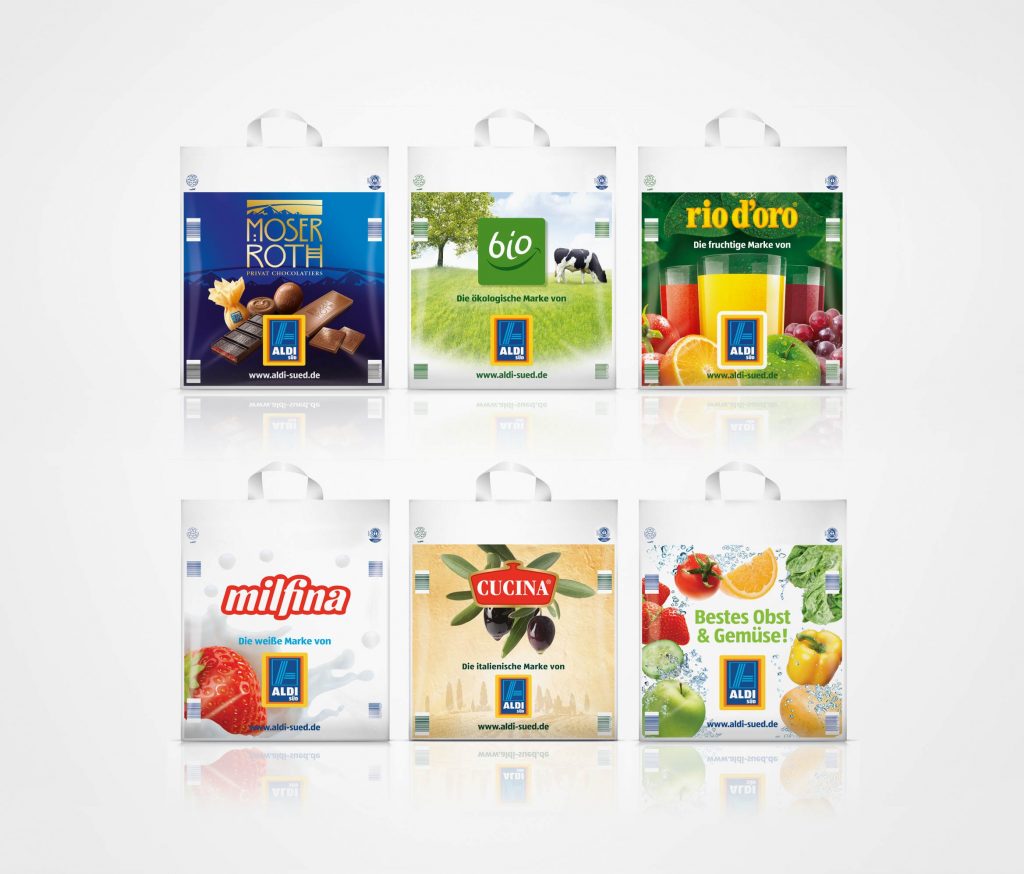 MOSER
ROTH
PRIVAT CHOCOLATIERS
ALDI
SÜD
www.aldi-sued.de
bio
Die ökologische Marke von
ALDI
SÜD
www.aldi-sued.de
rio d'oro®
Die fruchtige Marke von
ALDI
SÜD
www.aldi-sued.de
milfina
Die weiße Marke von
ALDI
SÜD
www.aldi-sued.de
CUCINA®
Die italienische Marke von
ALDI
SÜD
www.aldi-sued.de
Bestes Obst
& Gemüse!
ALDI
SÜD
www.aldi-sued.de